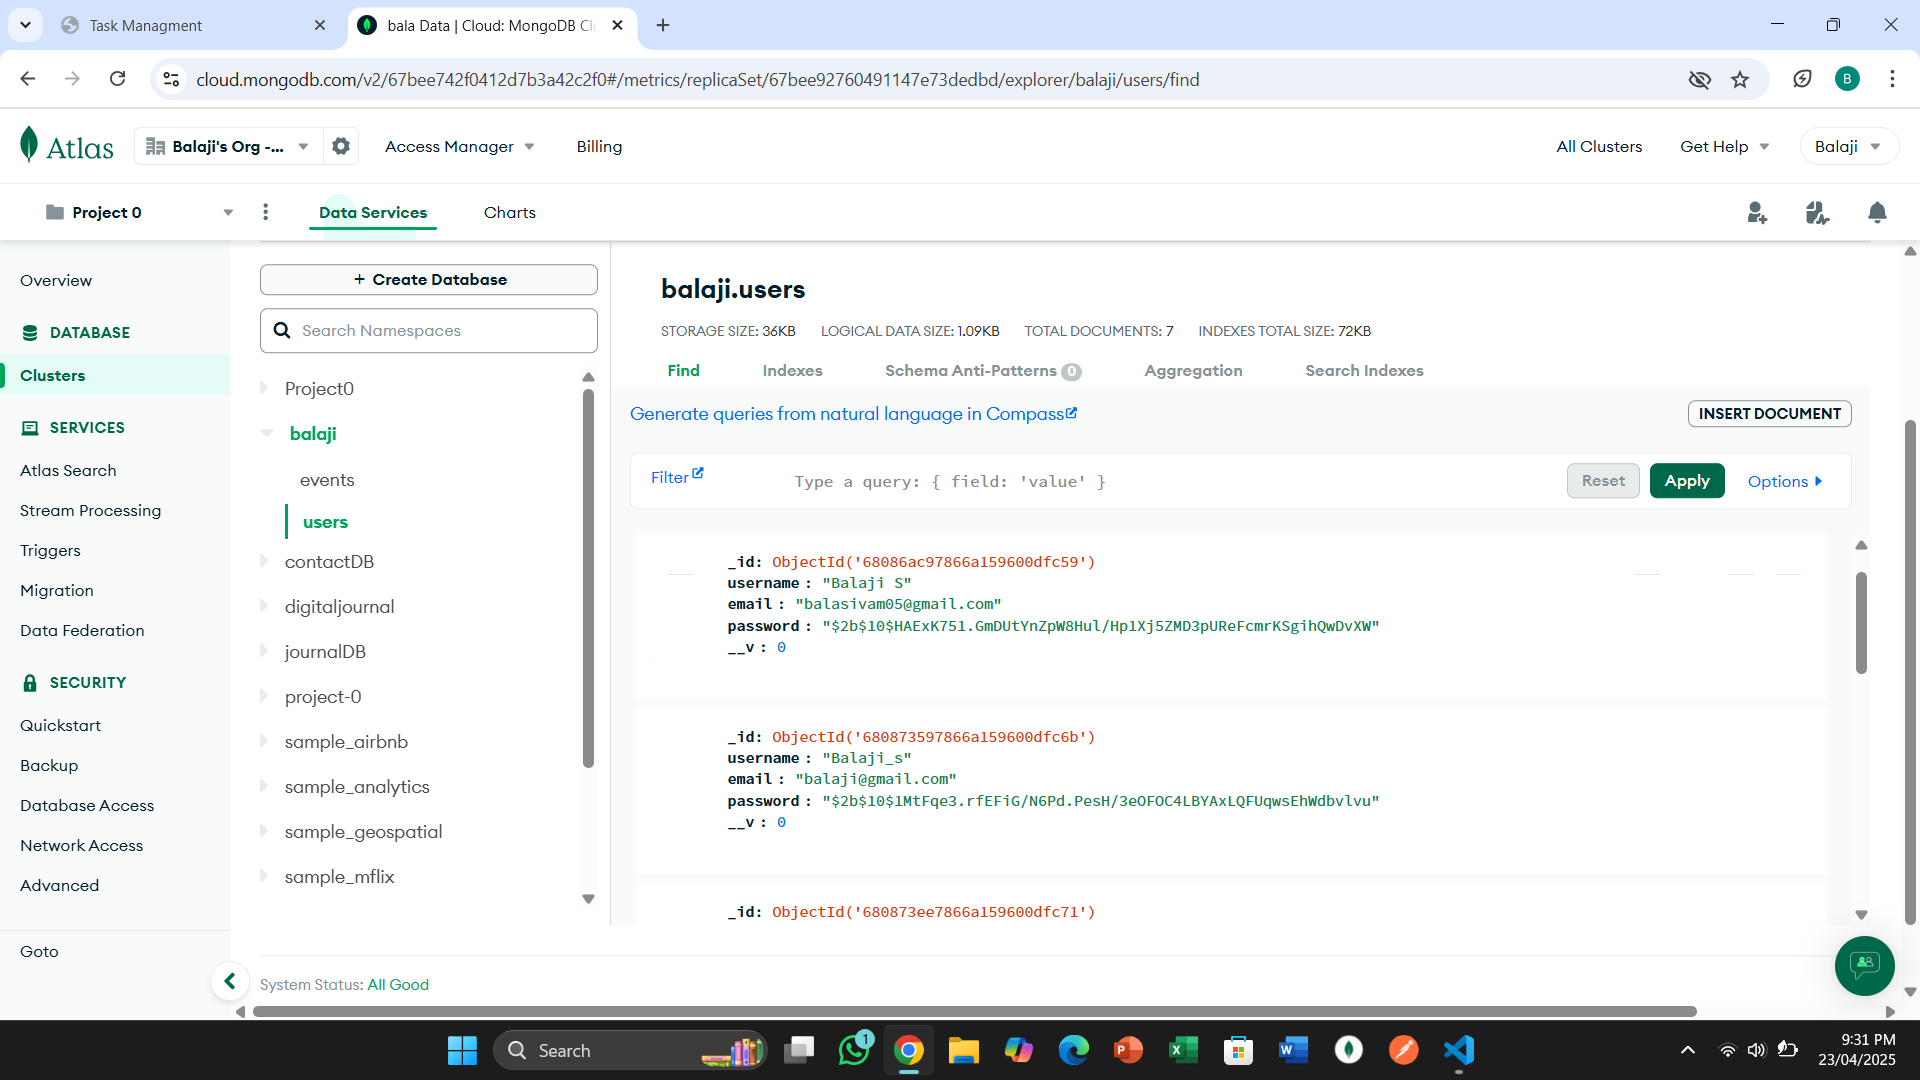 Task Managment
bala Data | Cloud: MongoDB Cl
cloud.mongodb.com/v2/67bee742f0412d7b3a42c2f0#/metrics/replicaSet/67bee92760491147e73dedbd/explorer/balaji/users/find
B
Atlas
Balaji's Org -...
Access Manager
Billing
All Clusters
Get Help
Balaji
Project 0
Data Services
Charts
Overview
DATABASE
Clusters
SERVICES
Atlas Search
Stream Processing
Triggers
Migration
Data Federation
SECURITY
Quickstart
Backup
Database Access
Network Access
Advanced
Goto
+ Create Database
Search Namespaces
Project0
balaji
events
users
contactDB
digitaljournal
journalDB
project-0
sample_airbnb
sample_analytics
sample_geospatial
sample_mflix
System Status: All Good
balaji.users
STORAGE SIZE: 36KB LOGICAL DATA SIZE: 1.09KB TOTAL DOCUMENTS: 7 INDEXES TOTAL SIZE: 72KB
Find Indexes Schema Anti-Patterns 0 Aggregation Search Indexes
Generate queries from natural language in Compass
INSERT DOCUMENT
Filter
Type a query: { field: 'value' }
Reset
Apply
Options
_id: ObjectId('68086ac97866a159600dfc59')
username : "Balaji S"
email : "balasivam05@gmail.com"
password : "$2b$10$HAExK751.GmDUtYnZpW8Hul/Hp1Xj5ZMD3pUReFcmrKSgihQwDvXW"
__v : 0
_id: ObjectId('680873597866a159600dfc6b')
username : "Balaji_s"
email : "balaji@gmail.com"
password : "$2b$10$1MtFqe3.rfEFiG/N6Pd.PesH/3eOFOC4LBYAxLQFUqwsEhWdbvlvu"
__v : 0
_id: ObjectId('680873ee7866a159600dfc71')
Search
1
9:31 PM
23/04/2025